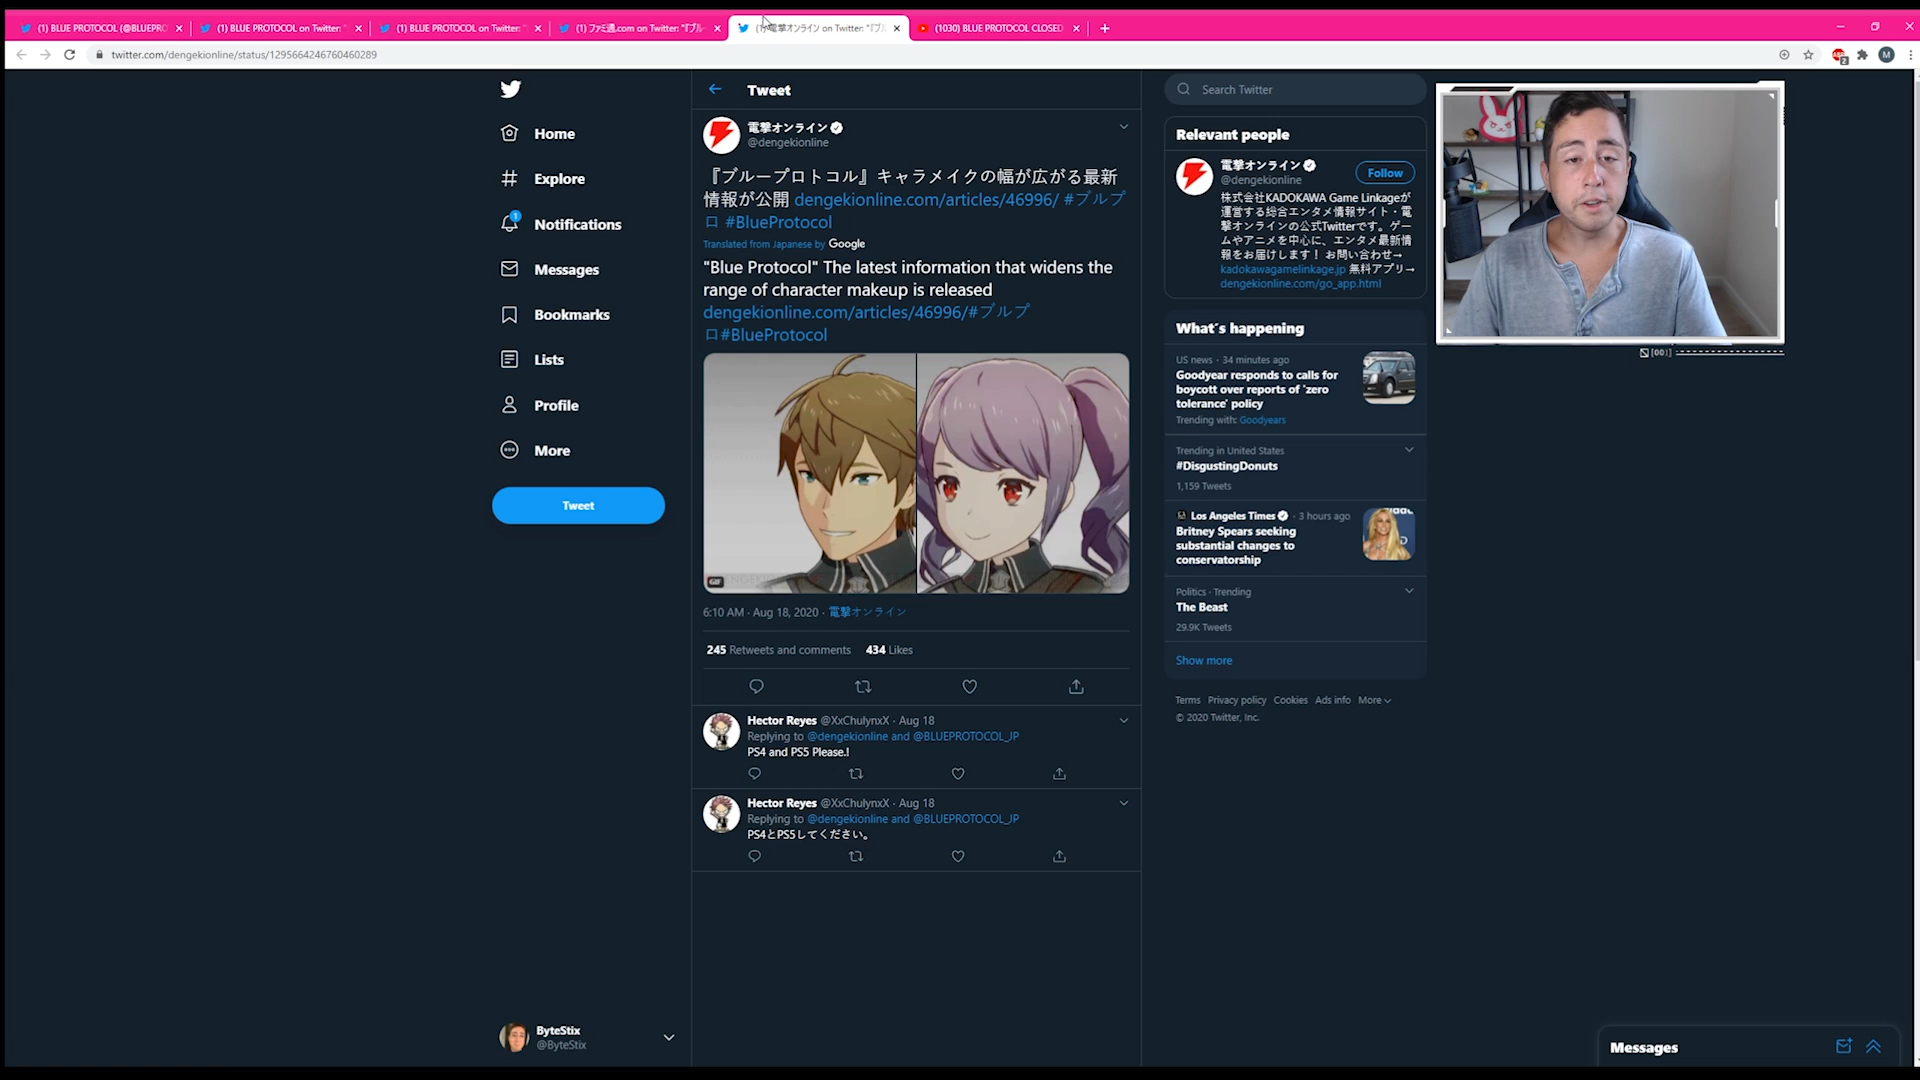 (1) BLUE PROTOCOL (@BLUEPRO
(1) BLUE PROTOCOL on Twitter: "
(1) BLUE PROTOCOL on Twitter: "
(1) ファミ通.com on Twitter: "『ブルー
電撃オンライン on Twitter: "『ブル
(1030) BLUE PROTOCOL CLOSED
twitter.com/dengekionline/status/1295664246760460289
2
M
Home
Explore
1
Notifications
Messages
Bookmarks
Lists
Profile
More
Tweet
ByteStix
@ByteStix
Tweet
電撃オンライン
@dengekionline
『ブループロトコル』キャラメイクの幅が広がる最新
情報が公開 dengekionline.com/articles/46996/ #ブルプ
ロ #BlueProtocol
Translated from Japanese by Google
"Blue Protocol" The latest information that widens the
range of character makeup is released
dengekionline.com/articles/46996/#ブルプ
ロ#BlueProtocol
GIF
6:10 AM · Aug 18, 2020 · 電撃オンライン
245 Retweets and comments 434 Likes
Hector Reyes @XxChulynxX · Aug 18
Replying to @dengekionline and @BLUEPROTOCOL_JP
PS4 and PS5 Please.!
Hector Reyes @XxChulynxX · Aug 18
Replying to @dengekionline and @BLUEPROTOCOL_JP
PS4とPS5してください。
Search Twitter
Relevant people
電撃オンライン
@dengekionline
Follow
株式会社KADOKAWA Game Linkageが
運営する総合エンタメ情報サイト・電
撃オンラインの公式Twitterです。ゲー
ムやアニメを中心に、エンタメ最新情
報をお届けします！ お問い合わせ→
kadokawagamelinkage.jp 無料アプリ→
dengekionline.com/go_app.html
What's happening
US news · 34 minutes ago
Goodyear responds to calls for
boycott over reports of 'zero
tolerance' policy
Trending with: Goodyears
Trending in United States
#DisgustingDonuts
1,159 Tweets
Los Angeles Times · 3 hours ago
Britney Spears seeking
substantial changes to
conservatorship
Politics · Trending
The Beast
29.9K Tweets
Show more
Terms Privacy policy Cookies Ads info More
© 2020 Twitter, Inc.
[00]
Messages